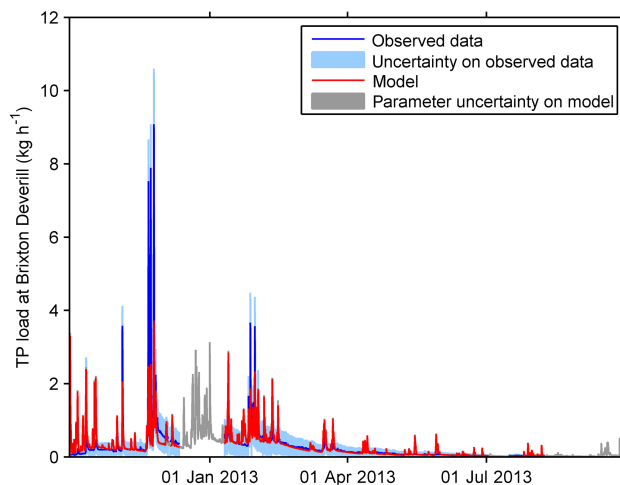 12
10
8
6
4
2
0
TP load at Brixton Deverill (kg h⁻¹)
Observed data
Uncertainty on observed data
Model
Parameter uncertainty on model
01 Jan 2013
01 Apr 2013
01 Jul 2013